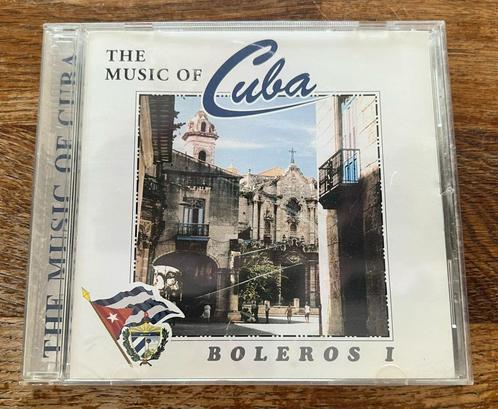 THE MUSIC OF CUBA
THE
MUSIC OF
Cuba
BOLEROS I